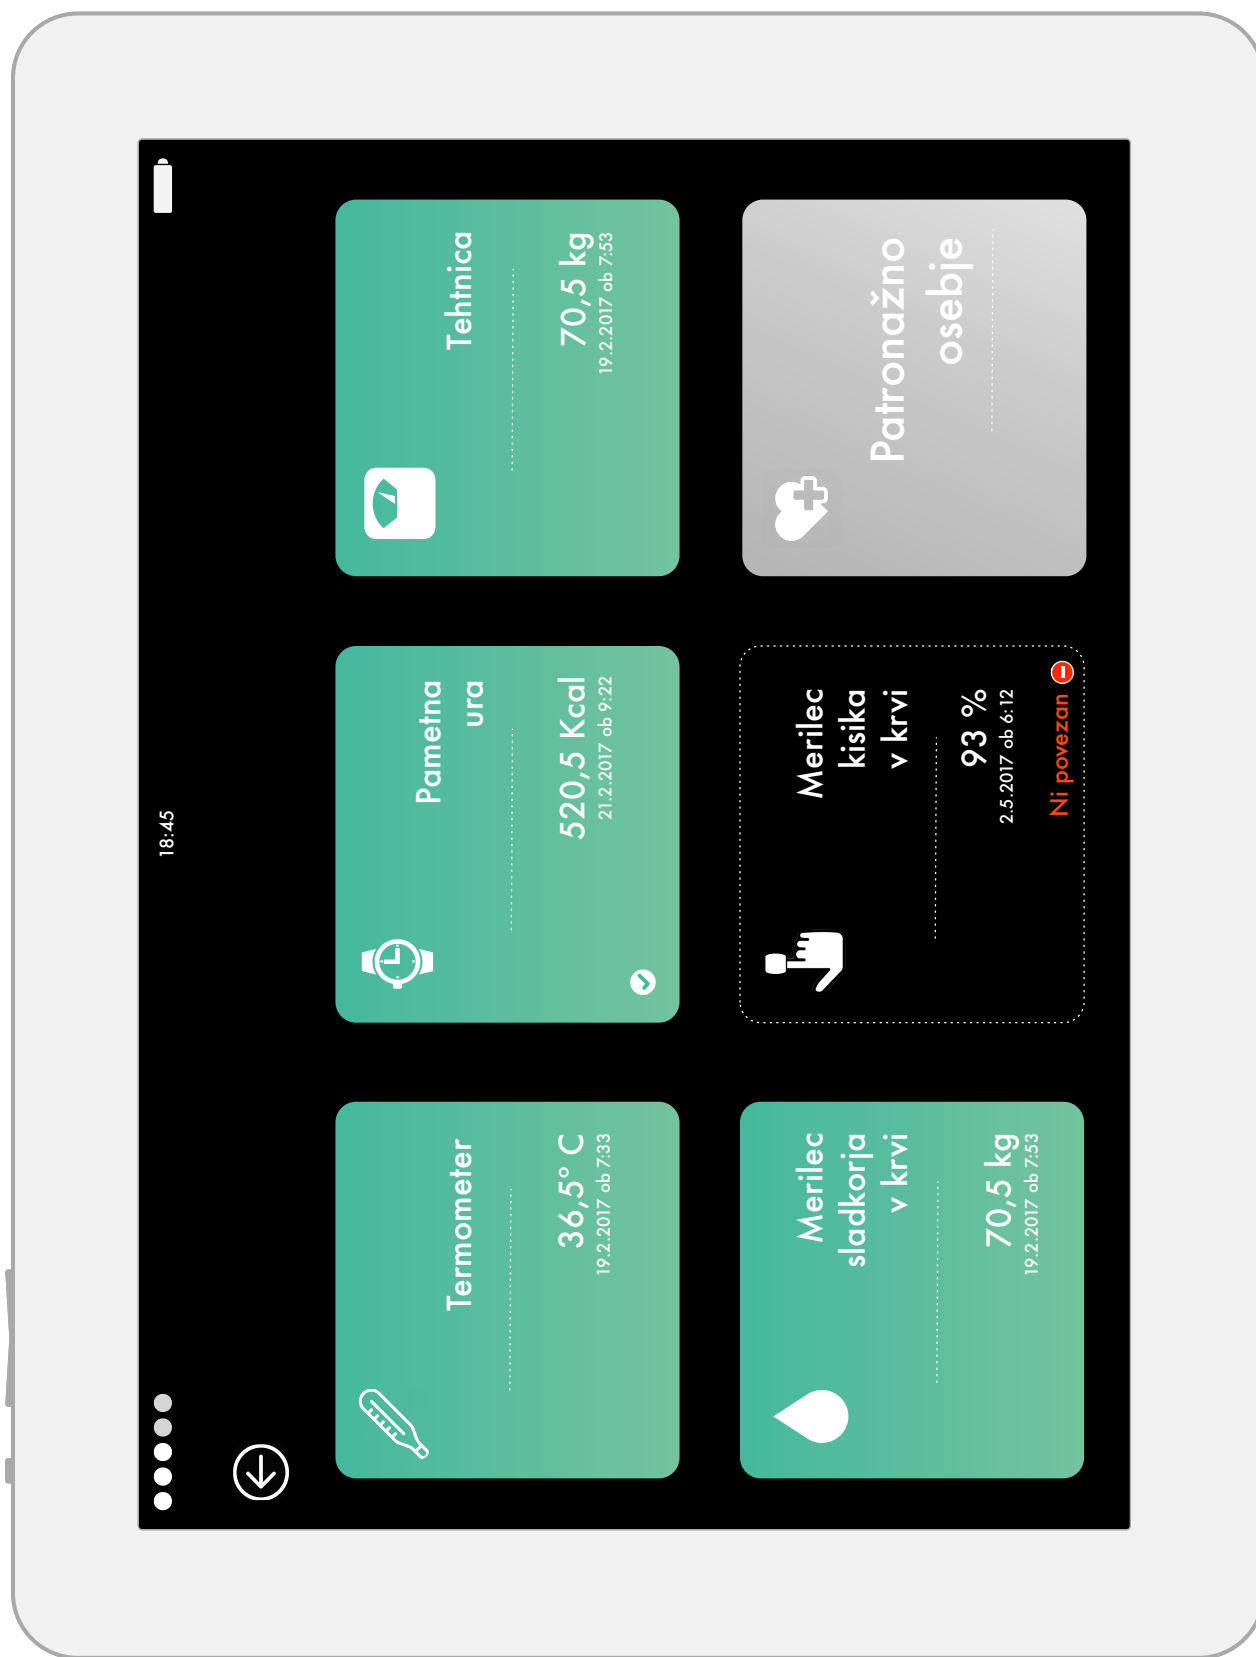 18:45
Termometer
36,5° C
19.2.2017 ob 7:33
Pametna
ura
520,5 Kcal
21.2.2017 ob 9:22
Tehtnica
70,5 kg
19.2.2017 ob 7:53
Merilec
sladkorja
v krvi
70,5 kg
19.2.2017 ob 7:53
Merilec
kisika
v krvi
93 %
2.5.2017 ob 6:12
Ni povezan
Patronažno
osebje